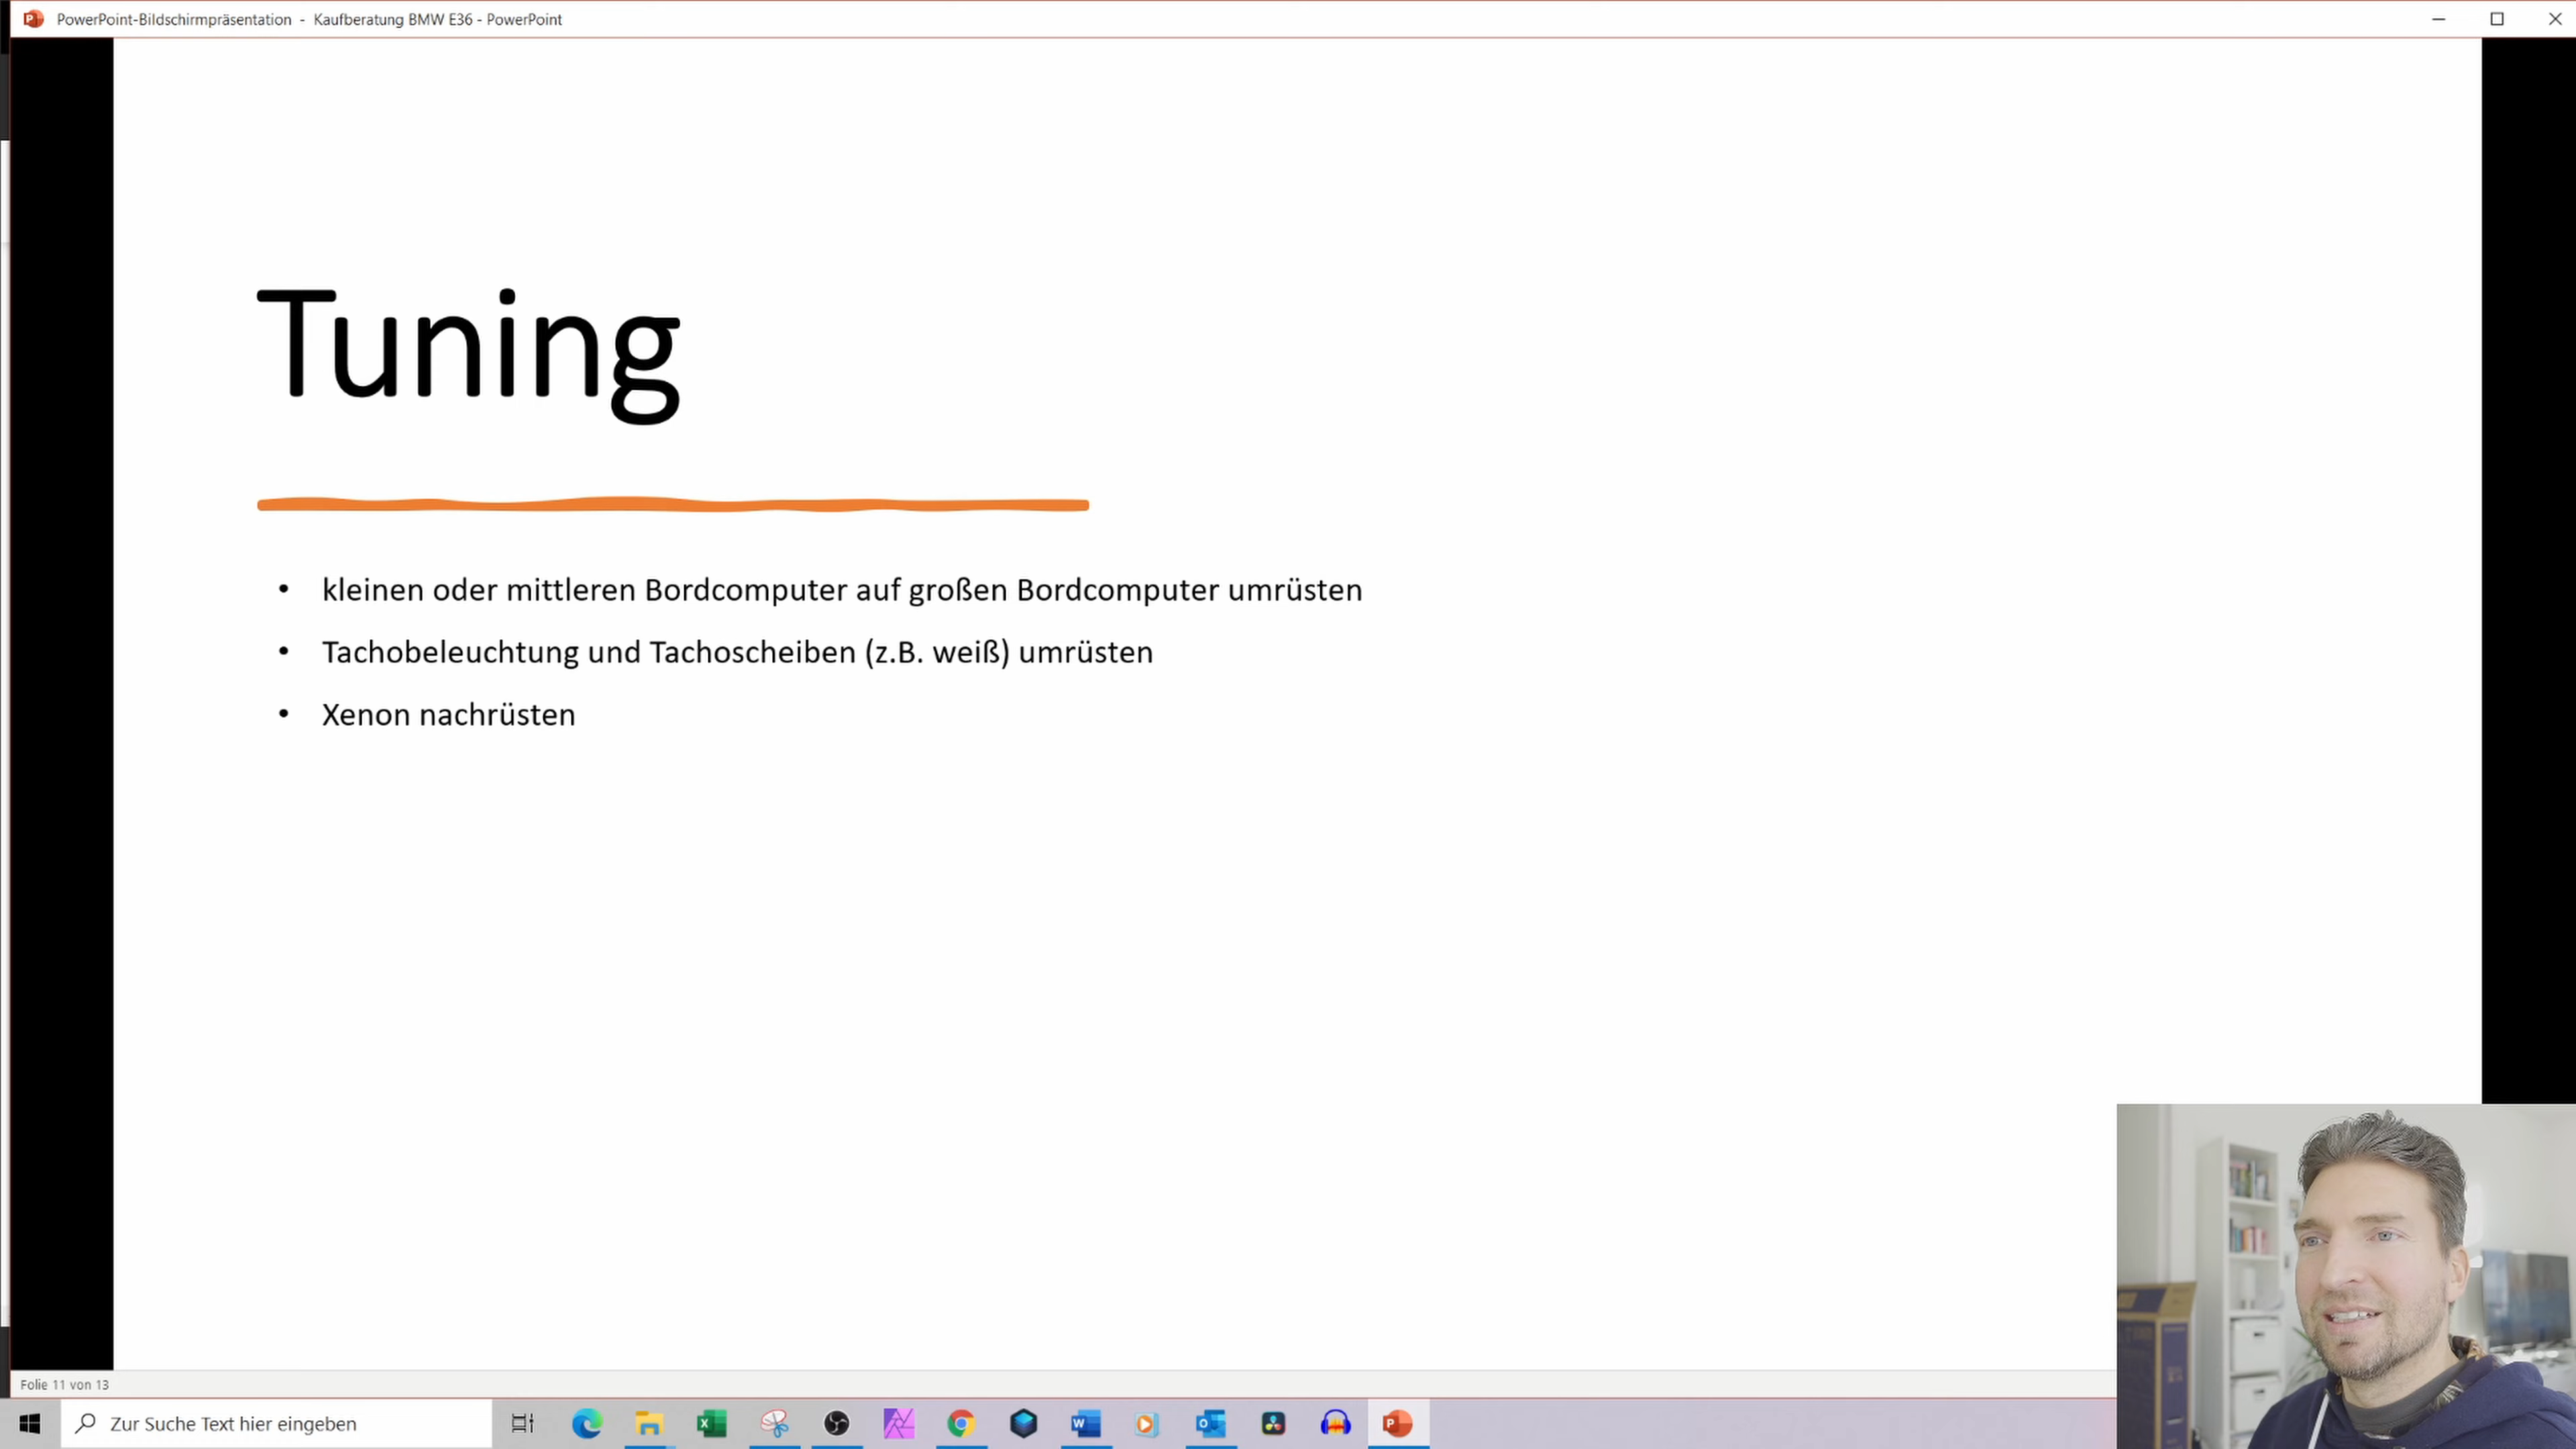 PowerPoint-Bildschirmpräsentation - Kaufberatung BMW E36 - PowerPoint
Tuning
• kleinen oder mittleren Bordcomputer auf großen Bordcomputer umrüsten
• Tachobeleuchtung und Tachoscheiben (z.B. weiß) umrüsten
• Xenon nachrüsten
Folie 11 von 13
Zur Suche Text hier eingeben